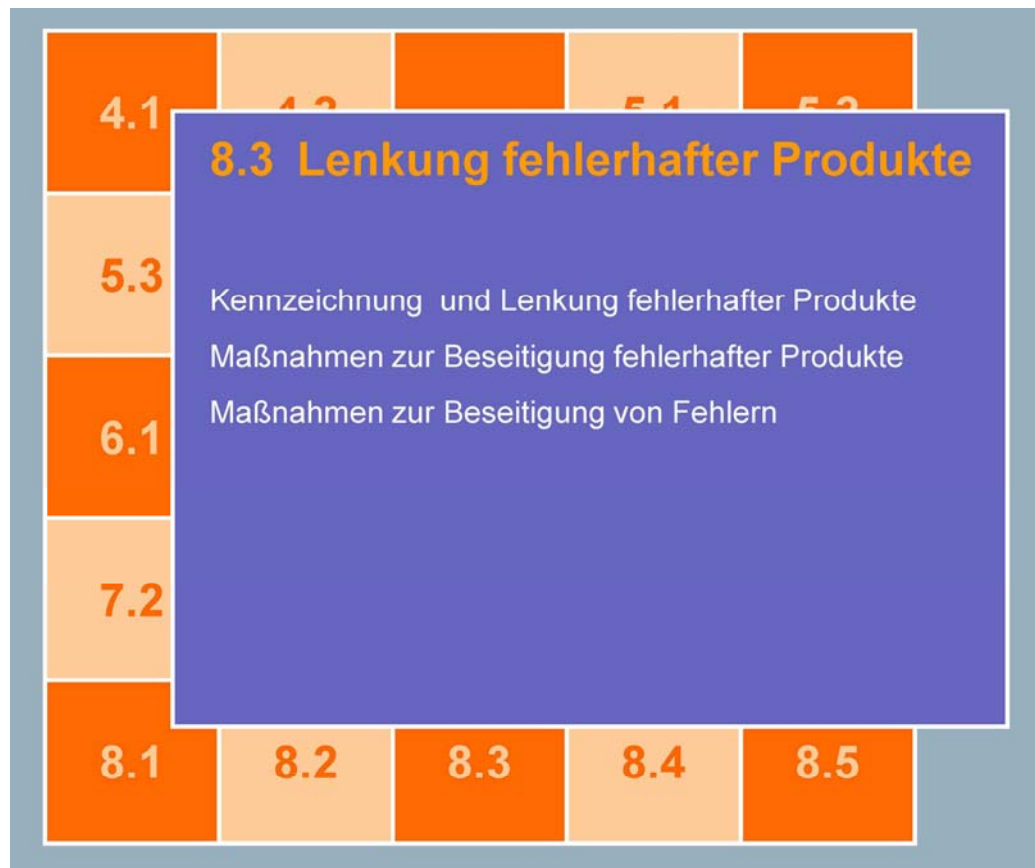 4.1 5.1
8.3 Lenkung fehlerhafter Produkte
5.3
Kennzeichnung und Lenkung fehlerhafter Produkte
Maßnahmen zur Beseitigung fehlerhafter Produkte
Maßnahmen zur Beseitigung von Fehlern
6.1
7.2
8.1 8.2 8.3 8.4 8.5